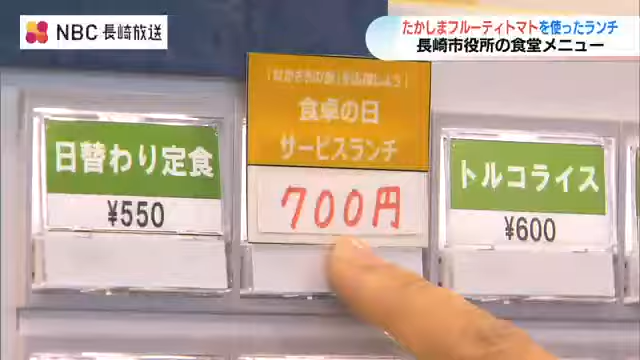 NBC 長崎放送
たかしまフルーティトマトを使ったランチ
長崎市役所の食堂メニュー
食卓の日
サービスランチ
700円
日替わり定食
¥550
トルコライス
¥600